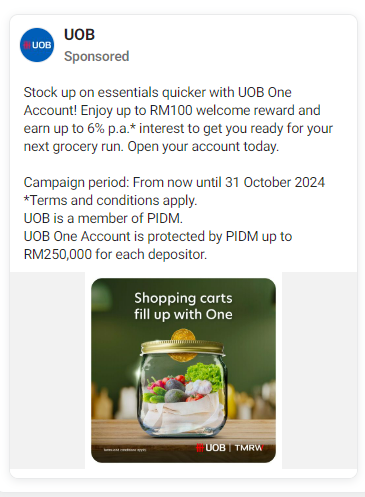 UOB
UOB
Sponsored
Stock up on essentials quicker with UOB One
Account! Enjoy up to RM100 welcome reward and
earn up to 6% p.a.* interest to get you ready for your
next grocery run. Open your account today.
Campaign period: From now until 31 October 2024
*Terms and conditions apply.
UOB is a member of PIDM.
UOB One Account is protected by PIDM up to
RM250,000 for each depositor.
Shopping carts
fill up with One
Terms and conditions apply.
UOB | TMRW